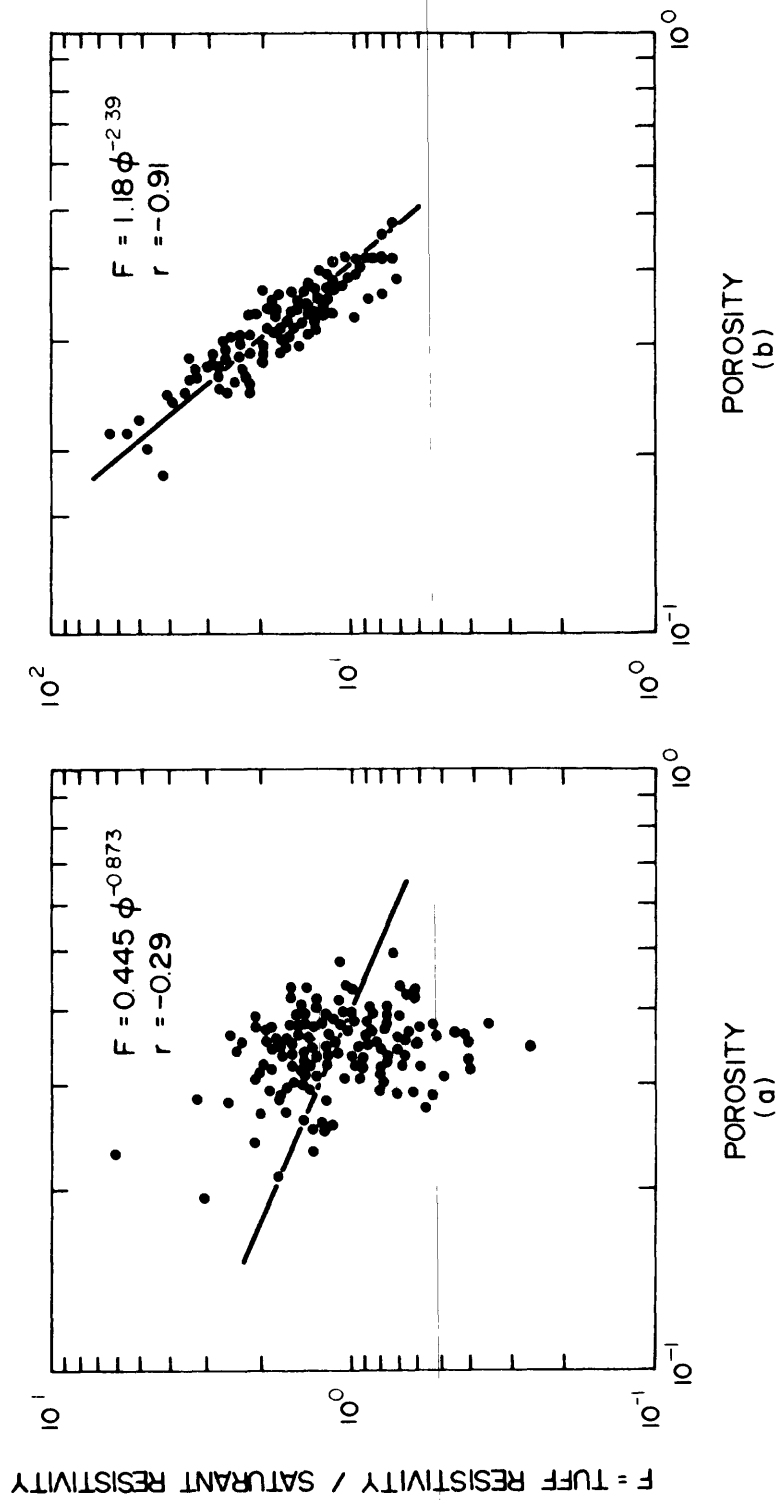 F = TUFF RESISTIVITY / SATURANT RESISTIVITY
10¹
10⁰
10⁻¹
F = 0.445 ϕ⁻⁰·⁸⁷³
r = -0.29
10⁻¹
10⁰
POROSITY
(a)
10²
10¹
10⁰
F = 1.18 ϕ⁻² ³⁹
r = -0.91
10⁻¹
10⁰
POROSITY
(b)